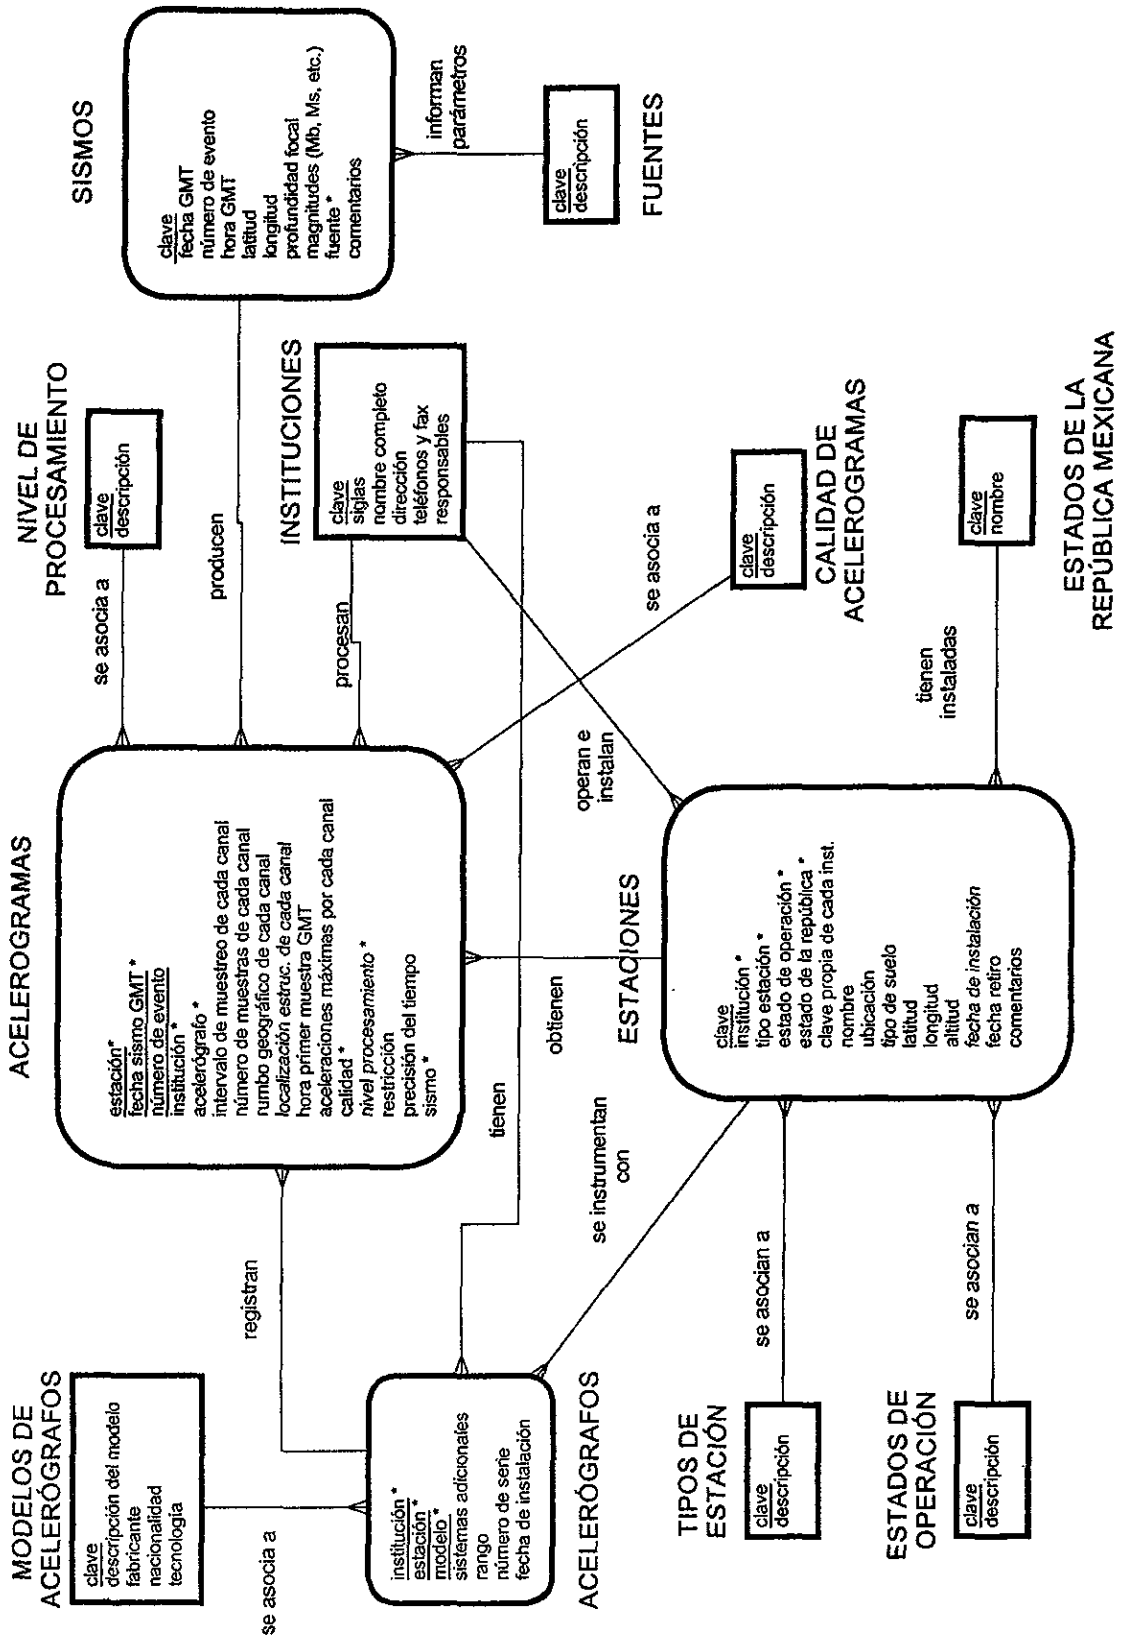 MODELOS DE
ACELERÓGRAFOS
clave
descripción del modelo
fabricante
nacionalidad
tecnología
se asocia a
registran
ACELEROGRAMAS
estación*
fecha sismo GMT *
número de evento
institución*
acelerógrafo *
intervalo de muestreo de cada canal
número de muestras de cada canal
rumbo geográfico de cada canal
localización estruc. de cada canal
hora primer muestra GMT
aceleraciones máximas por cada canal
calidad *
nivel procesamiento *
restricción
precisión del tiempo
sismo *
se asocia a
NIVEL DE
PROCESAMIENTO
clave
descripción
producen
SISMOS
clave
fecha GMT
número de evento
hora GMT
latitud
longitud
profundidad focal
magnitudes (Mb, Ms, etc.)
fuente *
comentarios
informan
parámetros
clave
descripción
FUENTES
procesan
INSTITUCIONES
clave
siglas
nombre completo
dirección
teléfonos y fax
responsables
institución *
estación*
modelo *
sistemas adicionales
rango
número de serie
fecha de instalación
ACELERÓGRAFOS
tienen
obtienen
operan e
instalan
se asocia a
clave
descripción
CALIDAD DE
ACELEROGRAMAS
se instrumentan
con
ESTACIONES
clave
institución *
tipo estación *
estado de operación *
estado de la república *
clave propia de cada inst.
nombre
ubicación
tipo de suelo
latitud
longitud
altitud
fecha de instalación
fecha retiro
comentarios
TIPOS DE
ESTACIÓN
clave
descripción
se asocian a
ESTADOS DE
OPERACIÓN
clave
descripción
se asocian a
tienen
instaladas
clave
nombre
ESTADOS DE LA
REPÚBLICA MEXICANA